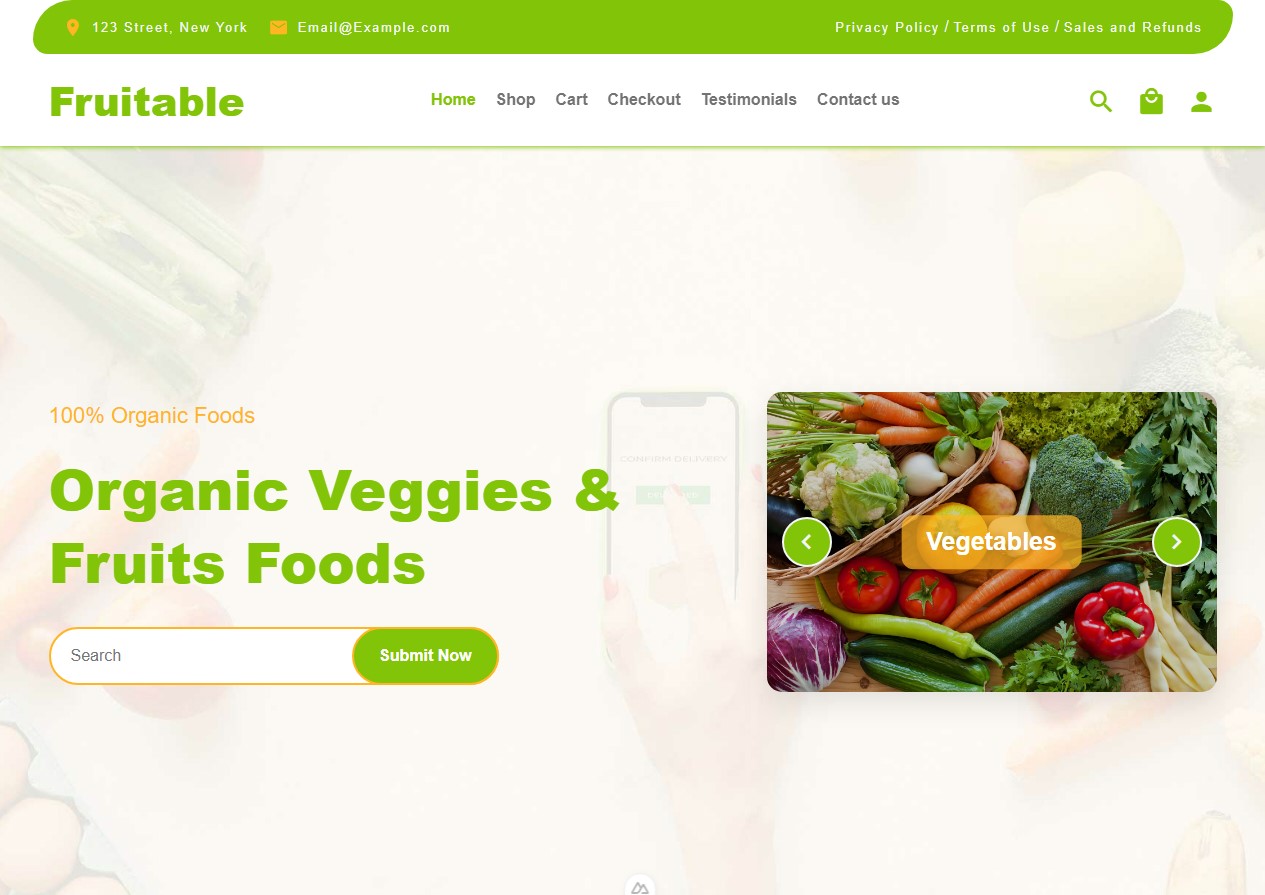 123 Street, New York Email@Example.com Privacy Policy / Terms of Use / Sales and Refunds
Fruitable Home Shop Cart Checkout Testimonials Contact us
100% Organic Foods
Organic Veggies &
Fruits Foods
Search Submit Now
CONFIRM DELIVERY
Vegetables